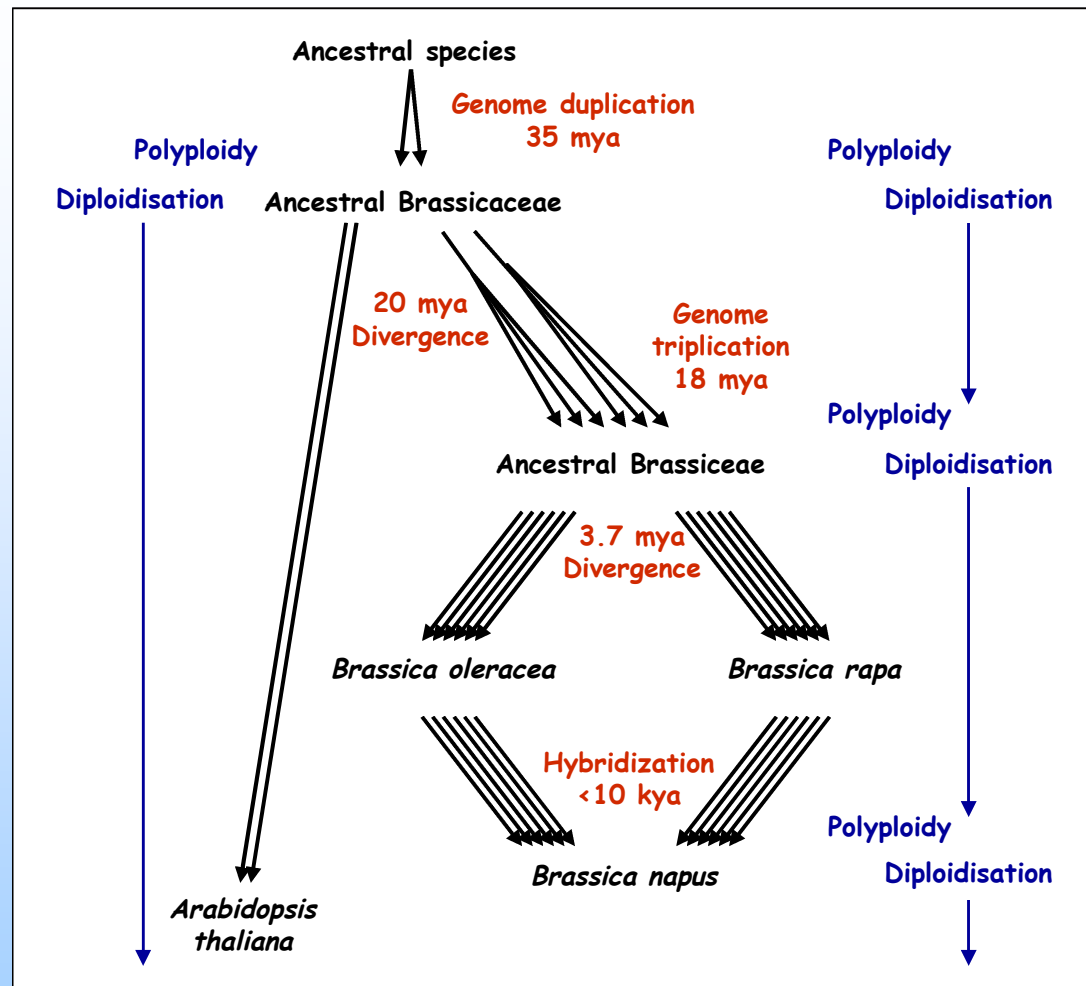 Ancestral species
Genome duplication
35 mya
Polyploidy
Polyploidy
Diplodisation
Ancestral Brassicaceae
Diploidisation
20 mya
Divergence
Genome
triplication
18 mya
Polyploidy
Ancestral Brassiceae
Diploidisation
3.7 mya
Divergence
Brassica oleracea
Brassica rapa
Hybridization
<10 kya
Polyploidy
Brassica napus
Diploidisation
Arabidopsis
thaliana